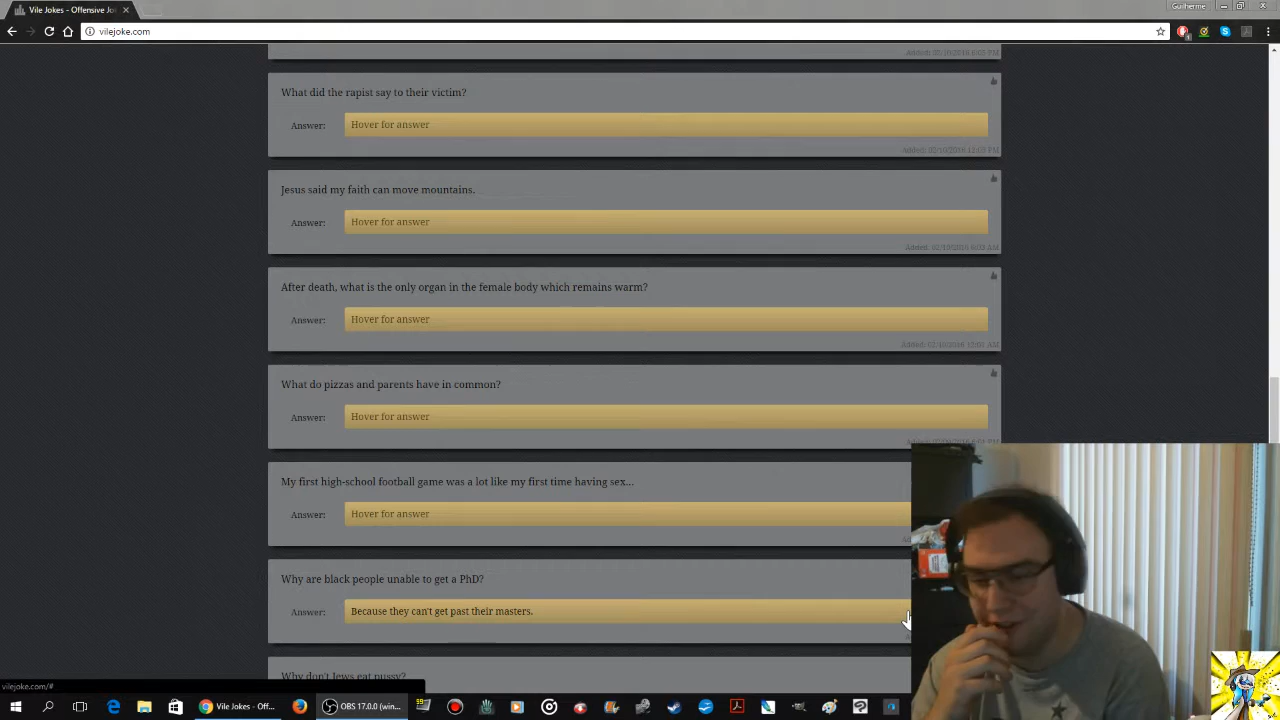 Vile Jokes - Offensive Jo
Guilherme
vilejoke.com
What did the rapist say to their victim?
Answer:
Hover for answer
Jesus said my faith can move mountains.
Answer:
Hover for answer
After death, what is the only organ in the female body which remains warm?
Answer:
Hover for answer
What do pizzas and parents have in common?
Answer:
Hover for answer
My first high-school football game was a lot like my first time having sex...
Answer:
Hover for answer
Why are black people unable to get a PhD?
Answer:
Because they can't get past their masters.
Why don't Jews eat pussy?
vilejoke.com/#
Vile Jokes - Off...
OBS 17.0.0 (win...